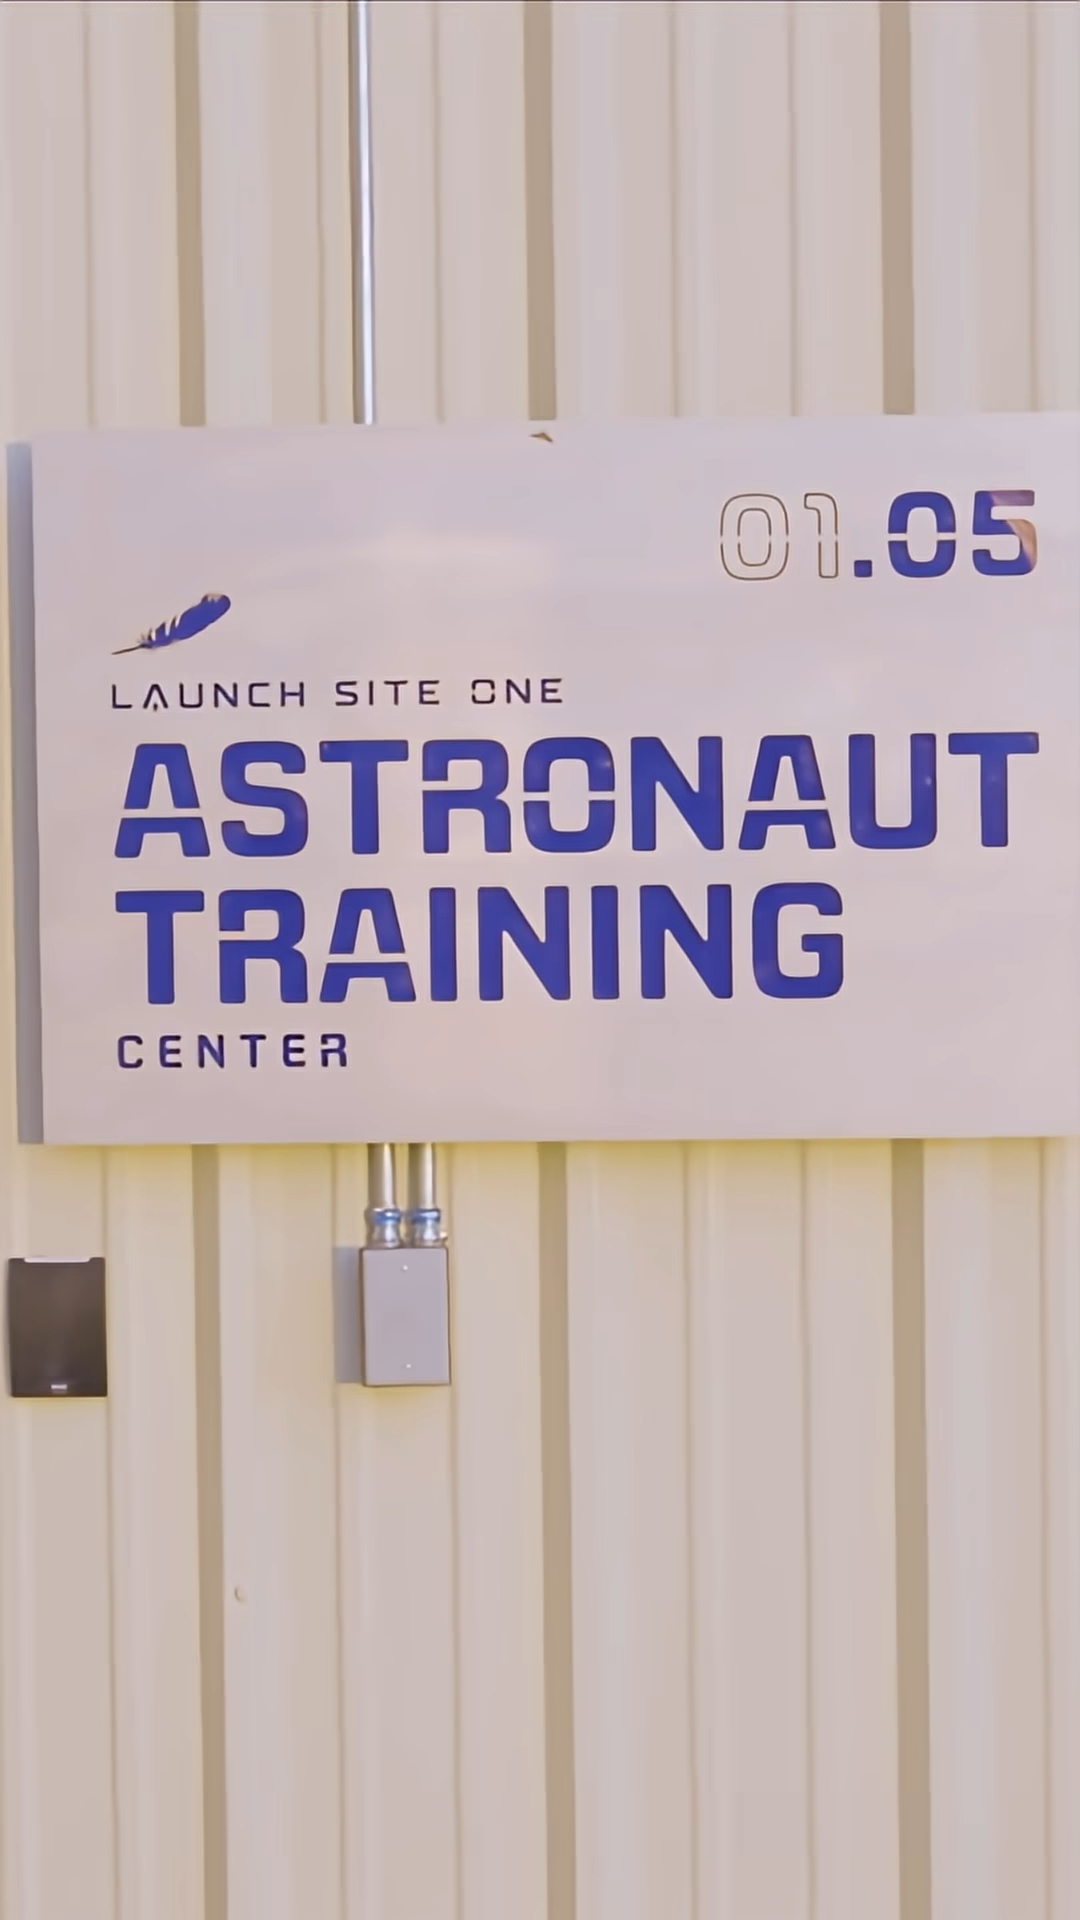 01.05
LAUNCH SITE ONE
ASTRONAUT
TRAINING
CENTER